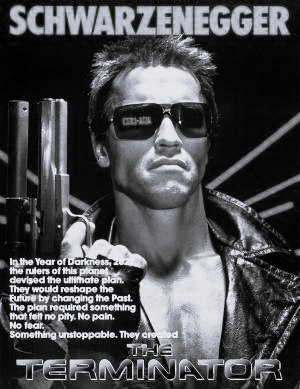 SCHWARZENEGGER
In the Year of Darkness,
the rulers of this planet
devised the ultimate plan.
They would reshape the
Future by changing the Past.
The plan required something
that felt no pity. No pain.
No fear.
Something unstoppable. They created
THE
TERMINATOR